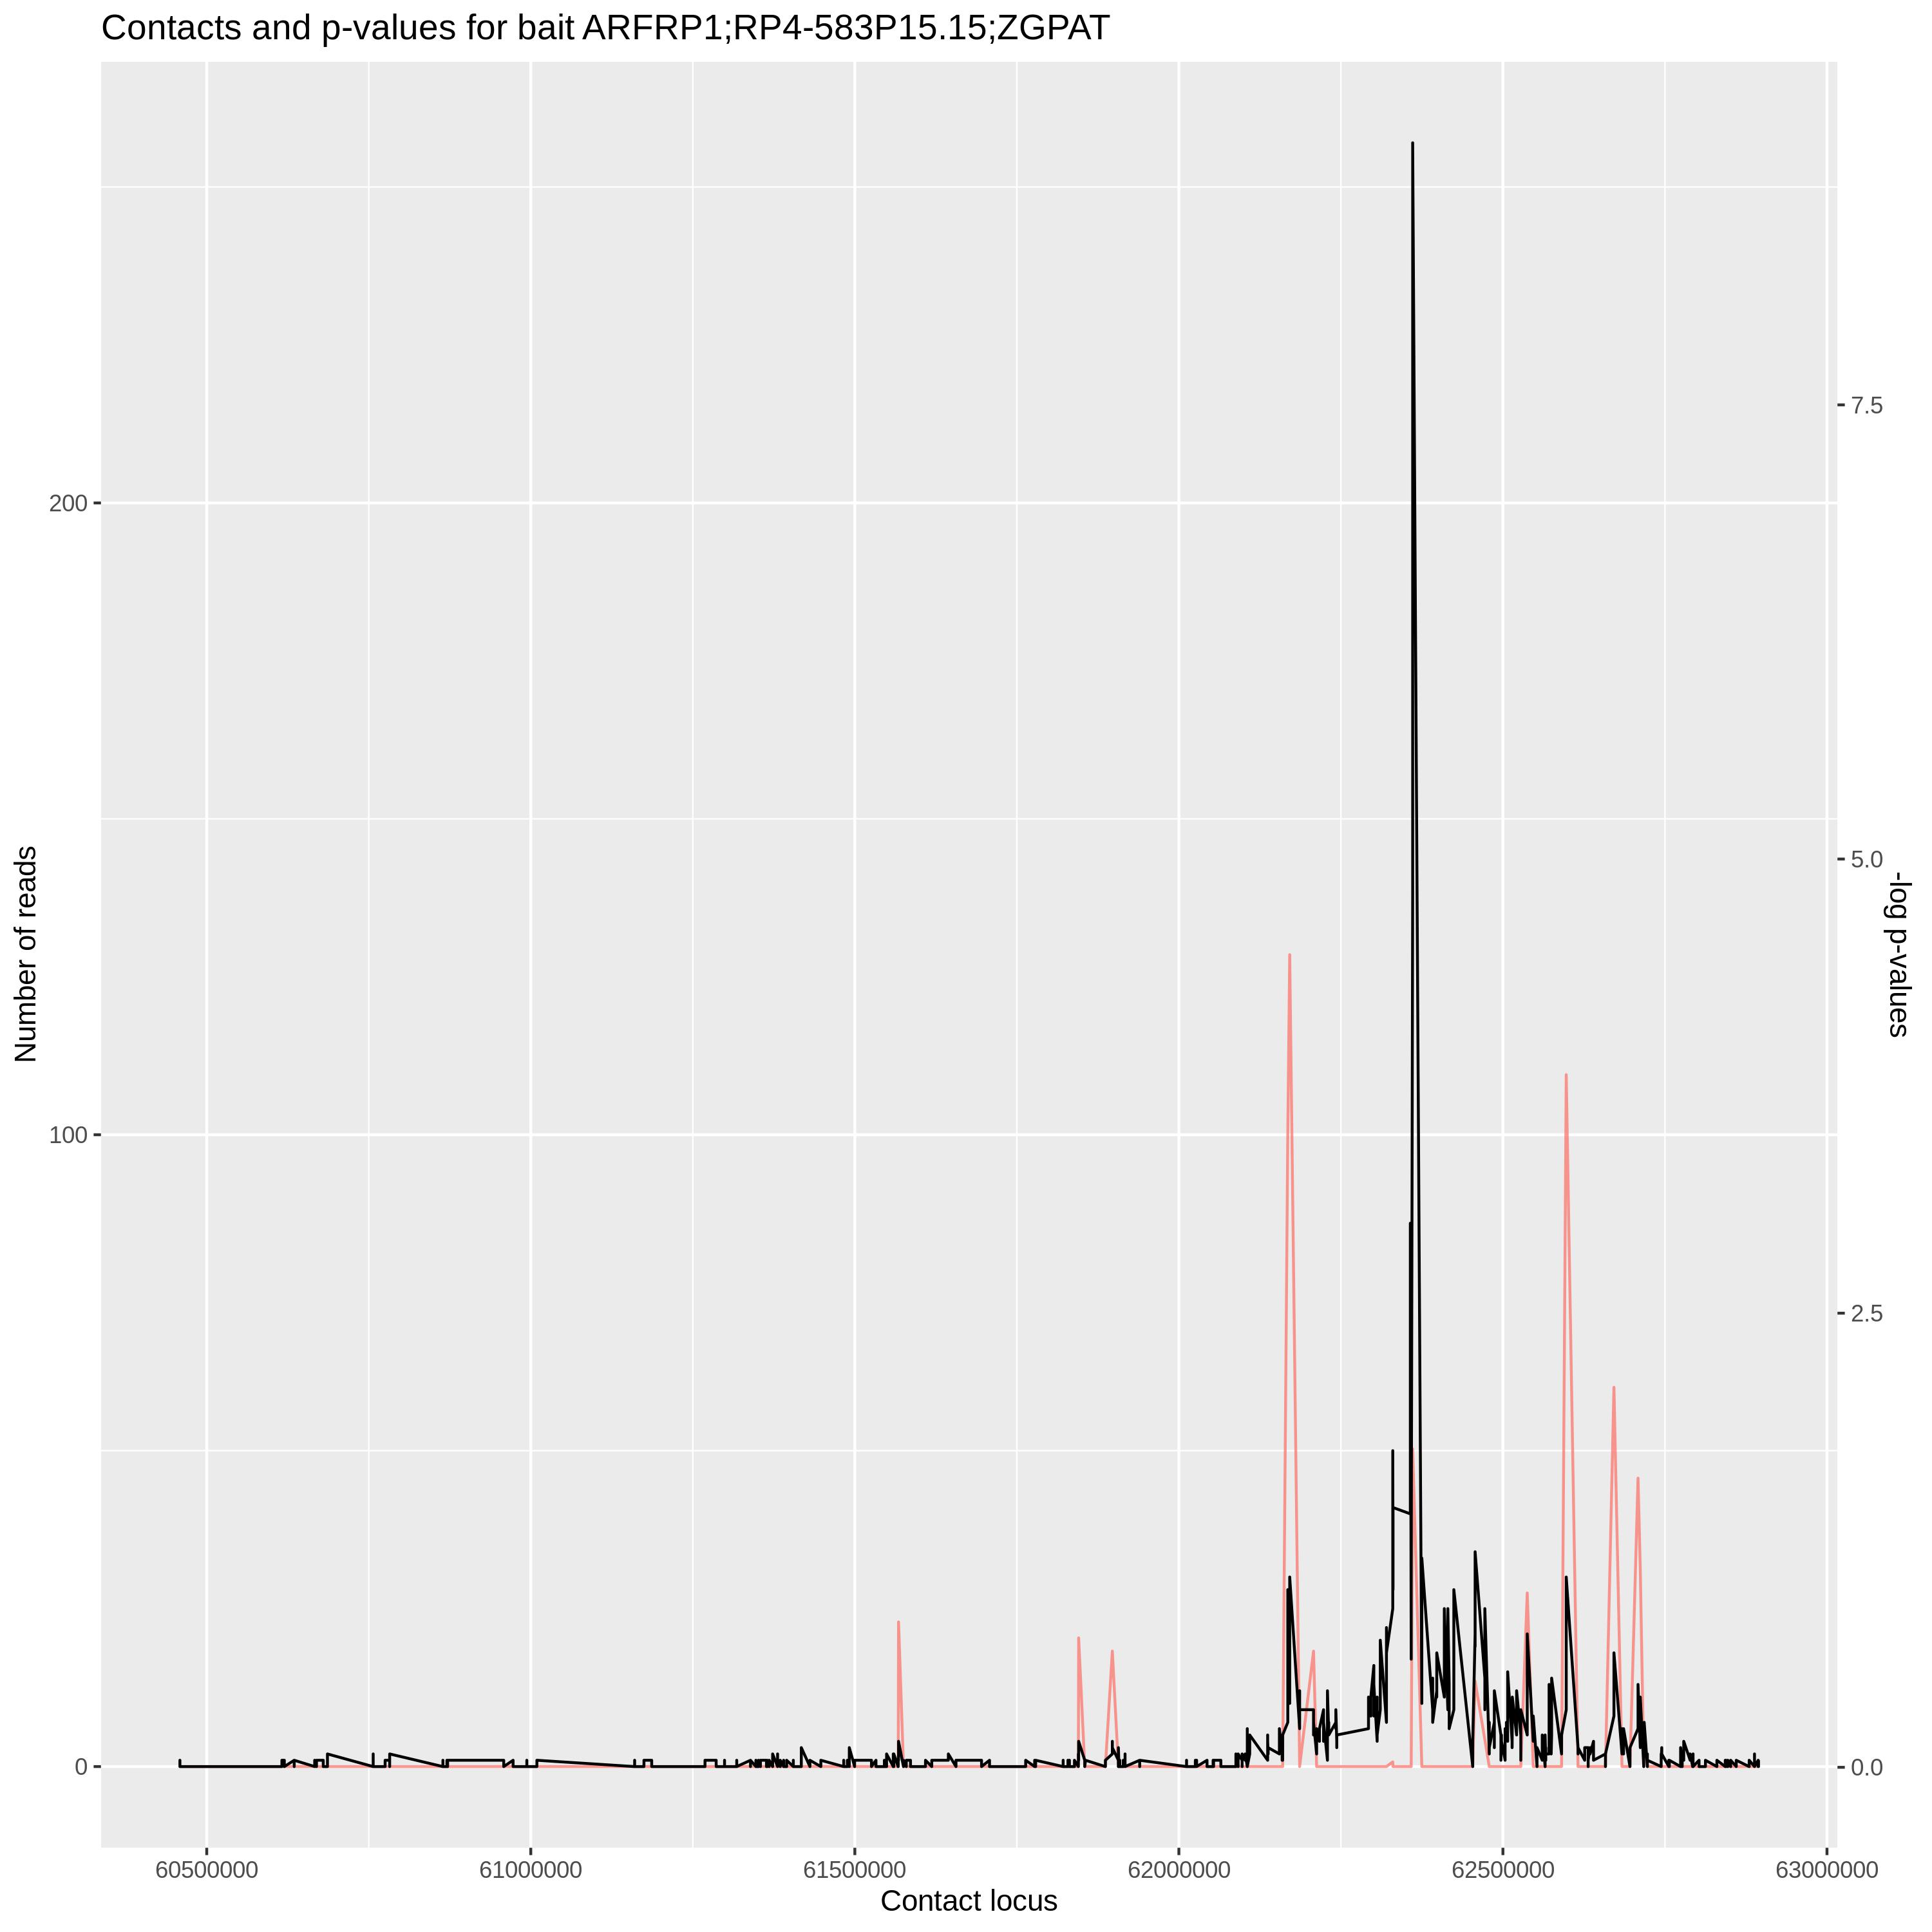 Contacts and p-values for bait ARFRP1;RP4-583P15.15;ZGPAT
Number of reads
200
100
0
7.5
5.0
2.5
0.0
-log p-values
60500000 61000000 61500000 62000000 62500000 63000000
Contact locus